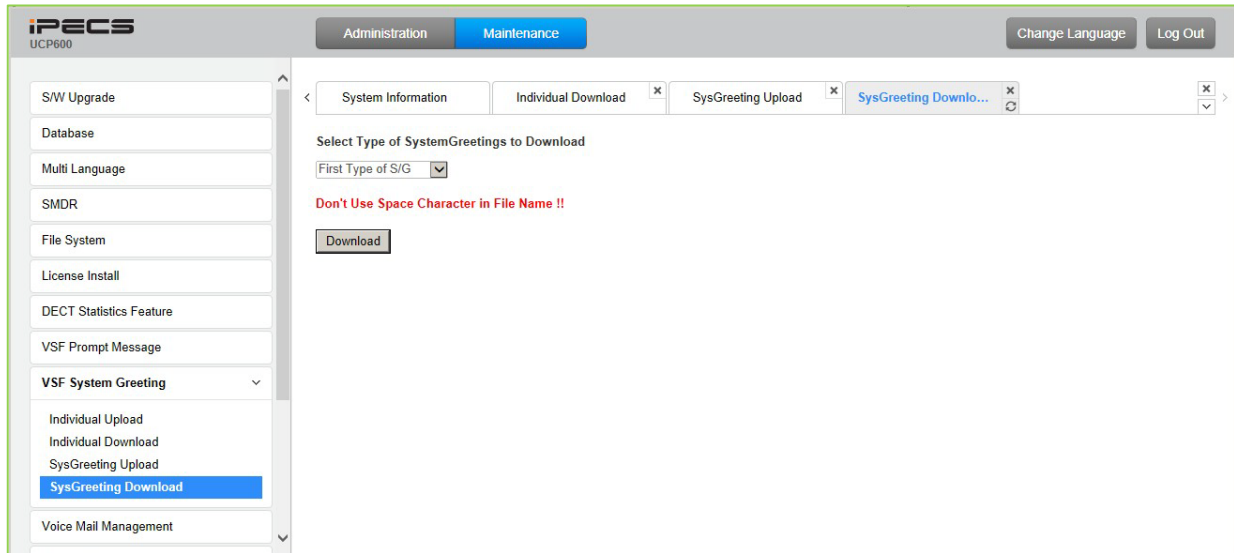 iPECS
UCP600
Administration
Maintenance
Change Language
Log Out
S/W Upgrade
Database
Multi Language
SMDR
File System
License Install
DECT Statistics Feature
VSF Prompt Message
VSF System Greeting
Individual Upload
Individual Download
SysGreeting Upload
SysGreeting Download
Voice Mail Management
System Information
Individual Download
SysGreeting Upload
SysGreeting Downlo...
Select Type of SystemGreetings to Download
First Type of S/G
Don't Use Space Character in File Name !!
Download